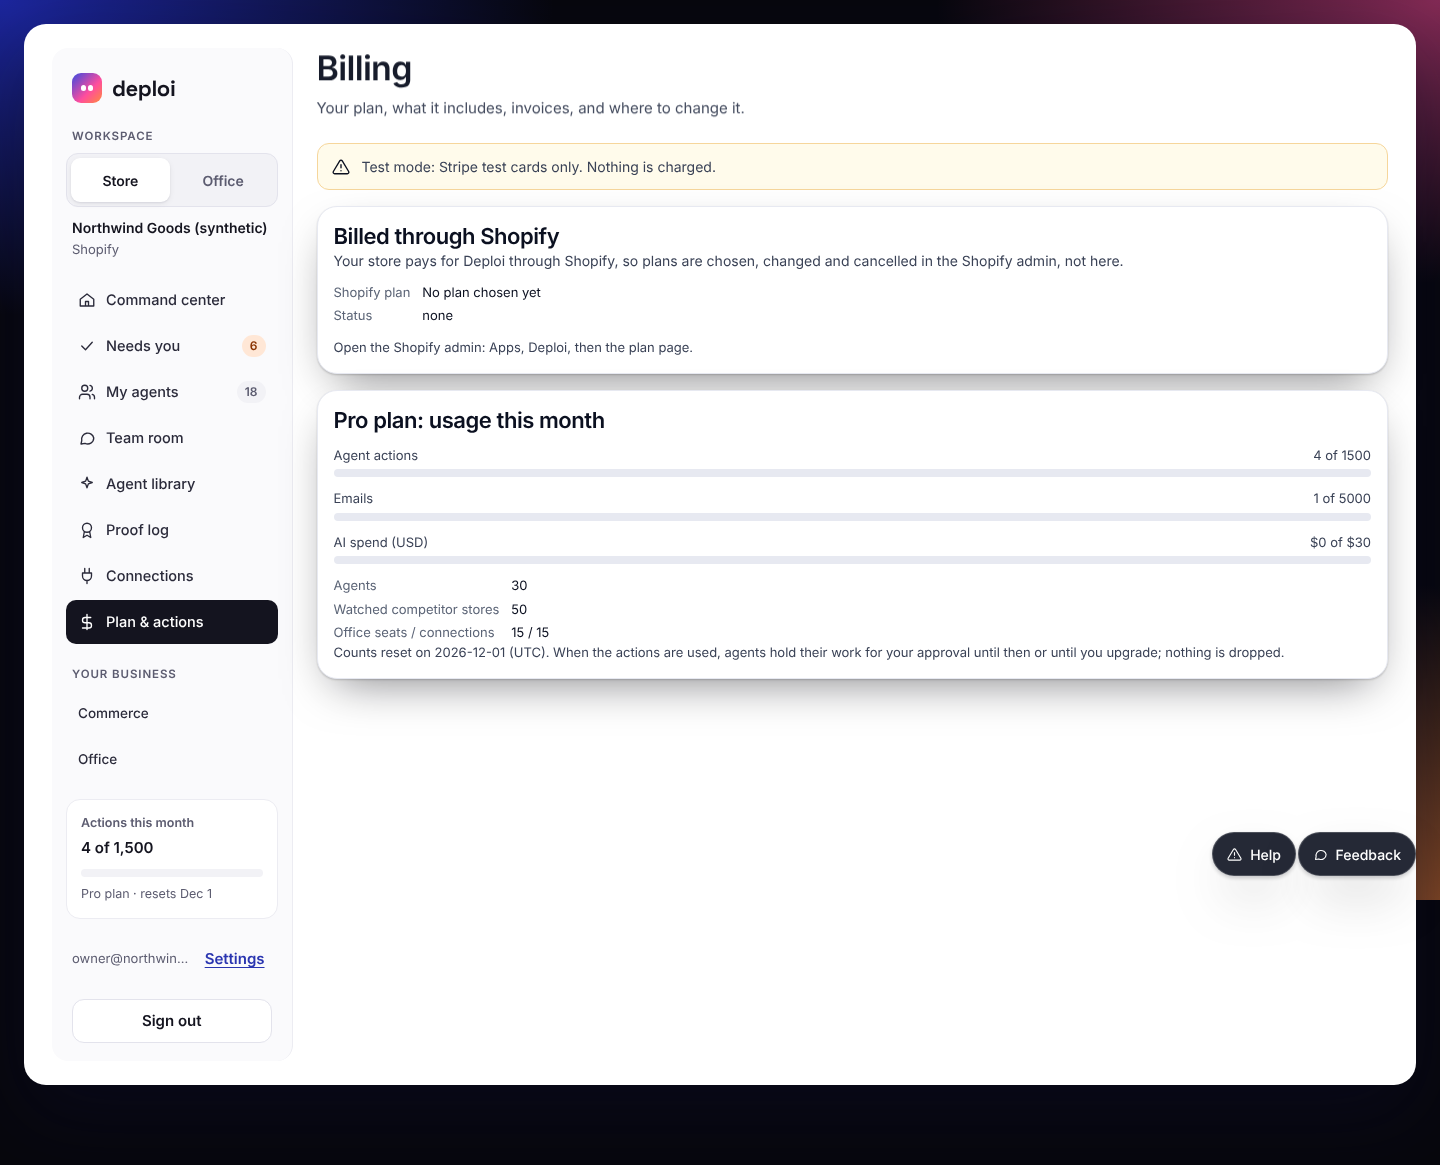 deploi
WORKSPACE
Store
Office
Northwind Goods (synthetic)
Shopify
Command center
Needs you 6
My agents 18
Team room
Agent library
Proof log
Connections
Plan & actions
YOUR BUSINESS
Commerce
Office
Actions this month
4 of 1,500
Pro plan · resets Dec 1
owner@northwin... Settings
Sign out
Billing
Your plan, what it includes, invoices, and where to change it.
Test mode: Stripe test cards only. Nothing is charged.
Billed through Shopify
Your store pays for Deploi through Shopify, so plans are chosen, changed and cancelled in the Shopify admin, not here.
Shopify plan No plan chosen yet
Status none
Open the Shopify admin: Apps, Deploi, then the plan page.
Pro plan: usage this month
Agent actions 4 of 1500
Emails 1 of 5000
AI spend (USD) $0 of $30
Agents 30
Watched competitor stores 50
Office seats / connections 15 / 15
Counts reset on 2026-12-01 (UTC). When the actions are used, agents hold their work for your approval until then or until you upgrade; nothing is dropped.
Help
Feedback